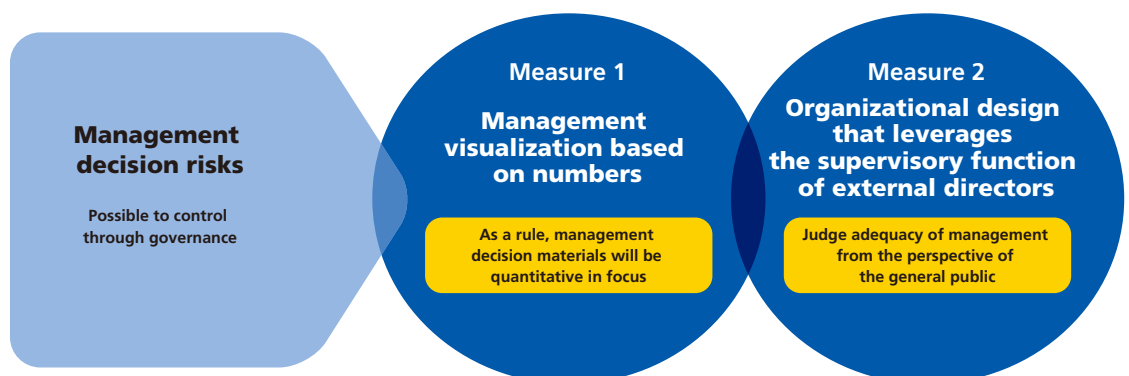 Management
decision risks
Possible to control
through governance
Measure 1
Management
visualization based
on numbers
As a rule, management
decision materials will be
quantitative in focus
Measure 2
Organizational design
that leverages
the supervisory function
of external directors
Judge adequacy of management
from the perspective of
the general public